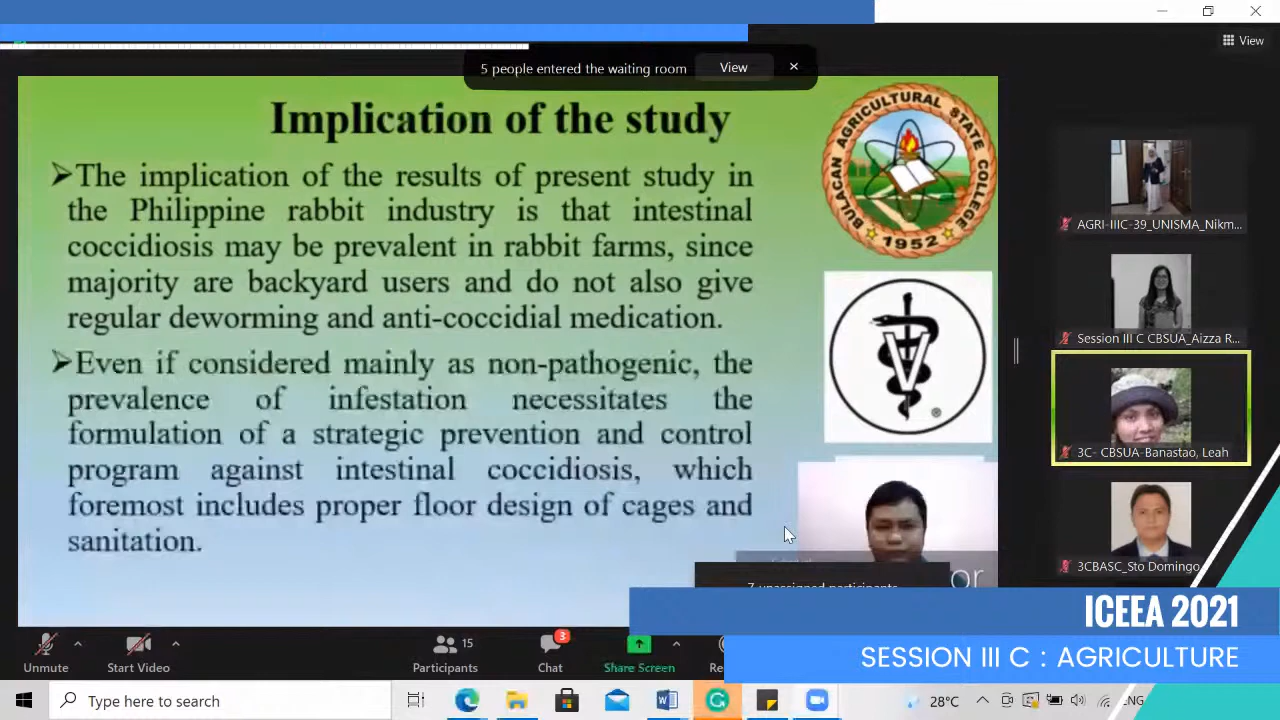 View
5 people entered the waiting room View
Implication of the study
➢The implication of the results of present study in
the Philippine rabbit industry is that intestinal
coccidiosis may be prevalent in rabbit farms, since
majority are backyard users and do not also give
regular deworming and anti-coccidial medication.
➢Even if considered mainly as non-pathogenic, the
prevalence of infestation necessitates the
formulation of a strategic prevention and control
program against intestinal coccidiosis, which
foremost includes proper floor design of cages and
sanitation.
BULACAN AGRICULTURAL STATE COLLEGE
1952
V
®
AGRI-IIIC-39_UNISMA_Nikm...
Session III C CBSUA_Aizza R...
3C- CBSUA-Banastao, Leah
3CBASC_Sto Domingo
7 unassigned participants
or
ICEEA 2021
SESSION III C : AGRICULTURE
Unmute
Start Video
15
Participants
3
Chat
Share Screen
Re
Type here to search
28°C
ENG